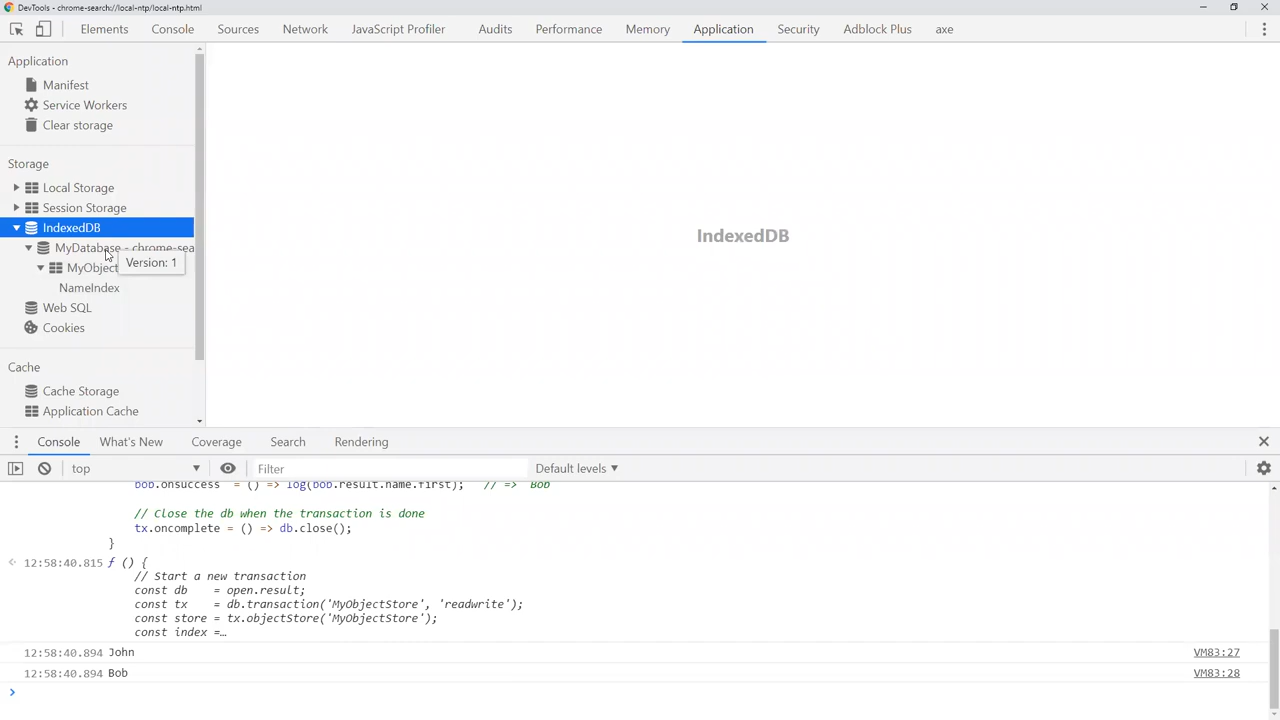 DevTools - chrome-search://local-ntp/local-ntp.html
Elements Console Sources Network JavaScript Profiler Audits Performance Memory Application Security Adblock Plus axe
Application
Manifest
Service Workers
Clear storage
Storage
Local Storage
Session Storage
IndexedDB
MyDatabase - chrome-sea
Version: 1
MyObject
NameIndex
Web SQL
Cookies
Cache
Cache Storage
Application Cache
IndexedDB
Console What's New Coverage Search Rendering
top Filter Default levels
bob.onsuccess = () => log(bob.result.name.first); // => Bob
// Close the db when the transaction is done
tx.oncomplete = () => db.close();
}
12:58:40.815 f () {
// Start a new transaction
const db = open.result;
const tx = db.transaction('MyObjectStore', 'readwrite');
const store = tx.objectStore('MyObjectStore');
const index =…
12:58:40.894 John VM83:27
12:58:40.894 Bob VM83:28